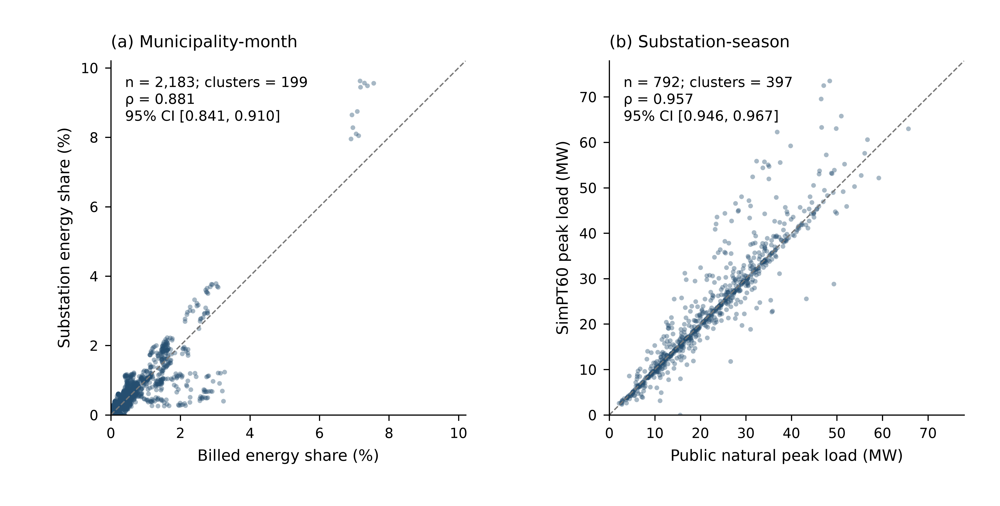 (a) Municipality-month
n = 2,183; clusters = 199
ρ = 0.881
95% CI [0.841, 0.910]
Substation energy share (%)
10
8
6
4
2
0
0 2 4 6 8 10
Billed energy share (%)
(b) Substation-season
n = 792; clusters = 397
ρ = 0.957
95% CI [0.946, 0.967]
SimPT60 peak load (MW)
70
60
50
40
30
20
10
0
0 10 20 30 40 50 60 70
Public natural peak load (MW)